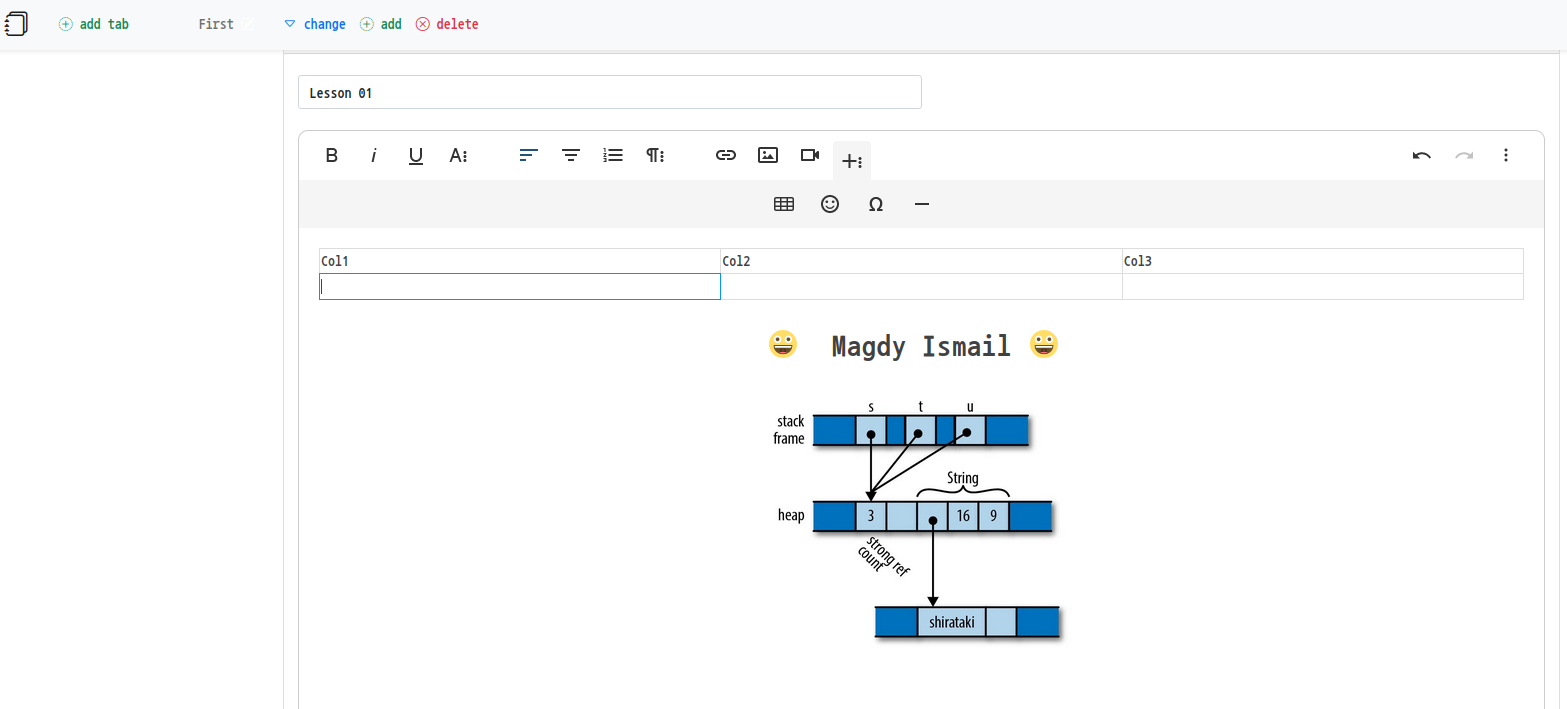 add tab First change add delete
Lesson 01
B i U A
Ω
Col1 Col2 Col3
Magdy Ismail
s t u
stack
frame
String
heap 3 16 9
strong ref
count
shirataki